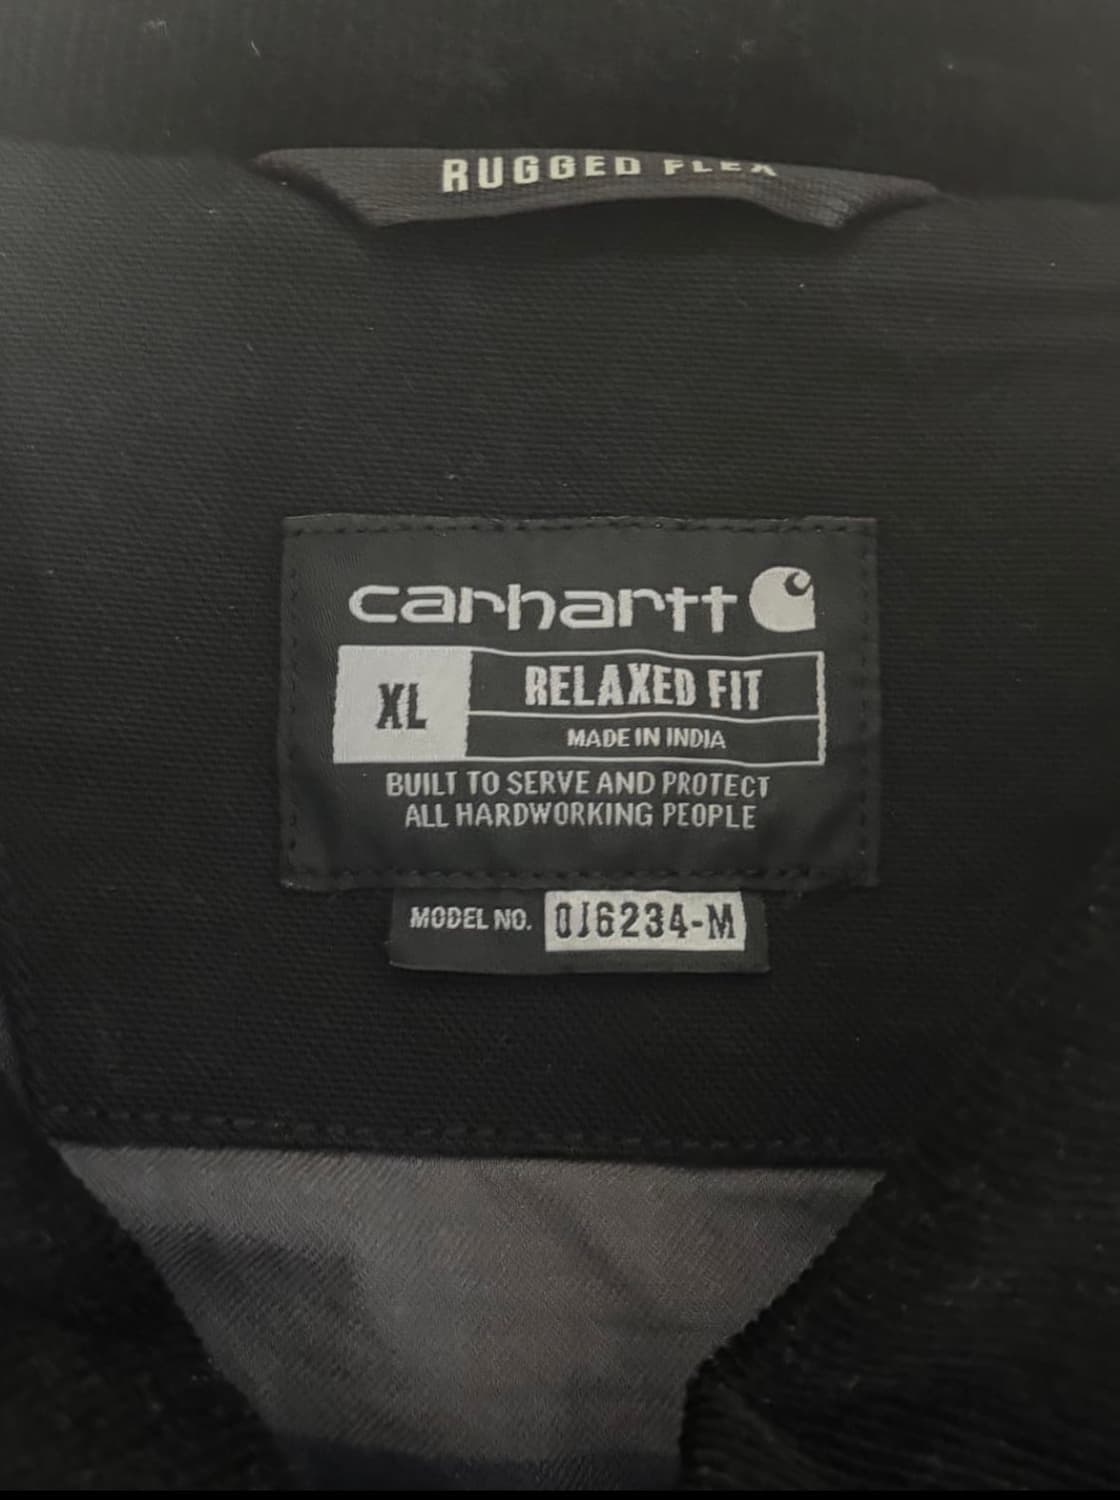 RUGGED FLEX
carhartt
XL
RELAXED FIT
MADE IN INDIA
BUILT TO SERVE AND PROTECT
ALL HARDWORKING PEOPLE
MODEL NO. OJ6234-M